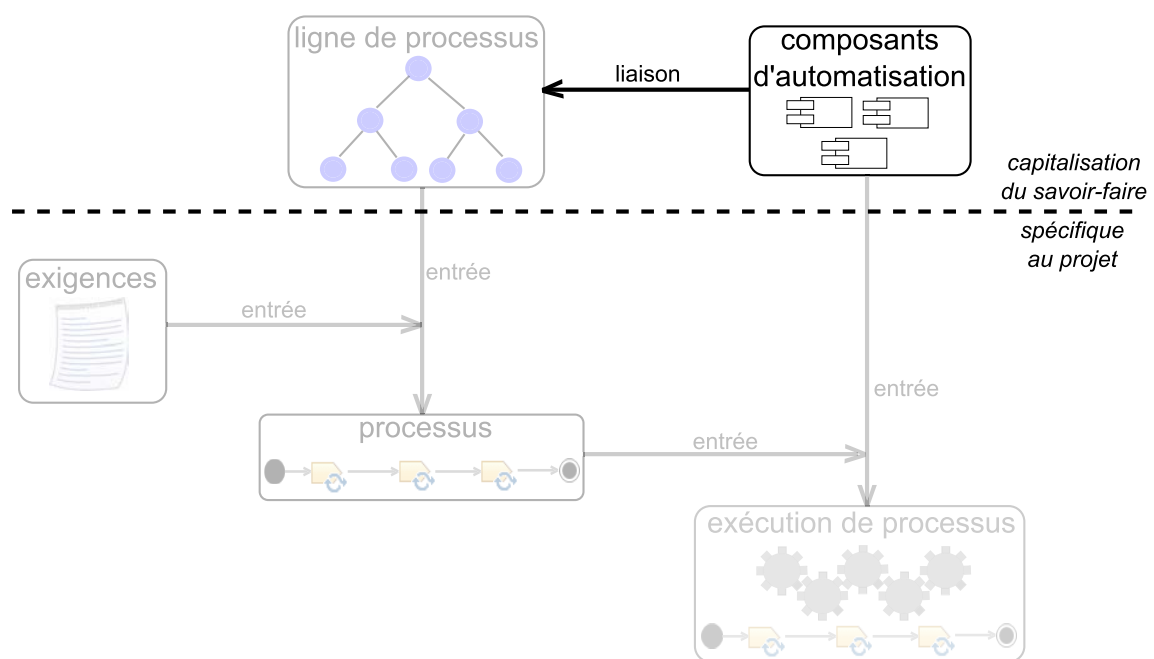 ligne de processus
composants
d'automatisation
liaison
capitalisation
du savoir-faire
spécifique
au projet
exigences
entrée
entrée
entrée
processus
entrée
exécution de processus